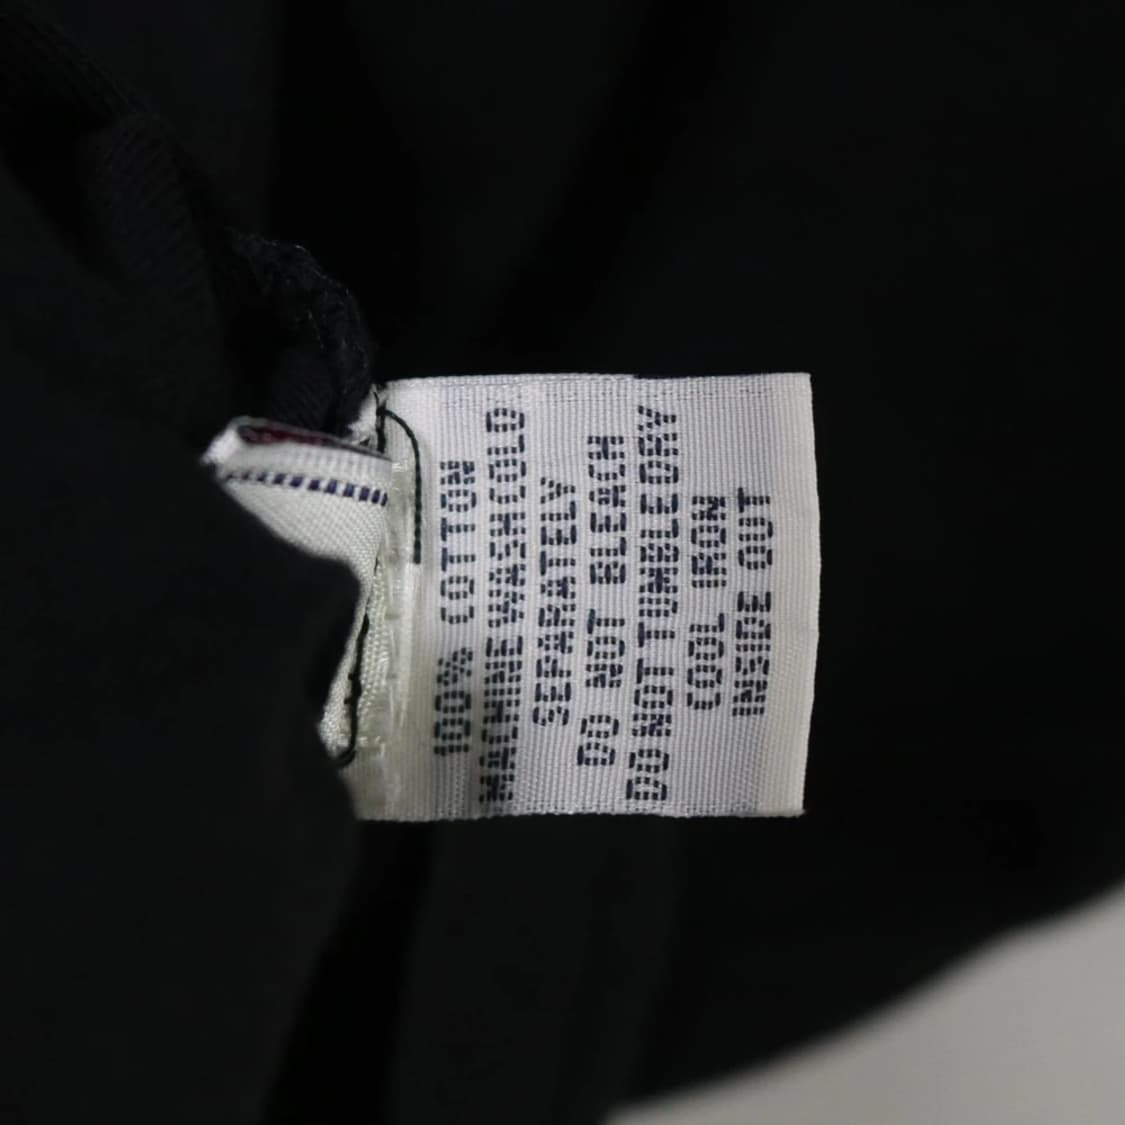 100% COTTON
MACHINE WASH COLD
SEPARATELY
DO NOT BLEACH
DO NOT TUMBLE DRY
COOL IRON
INSIDE OUT